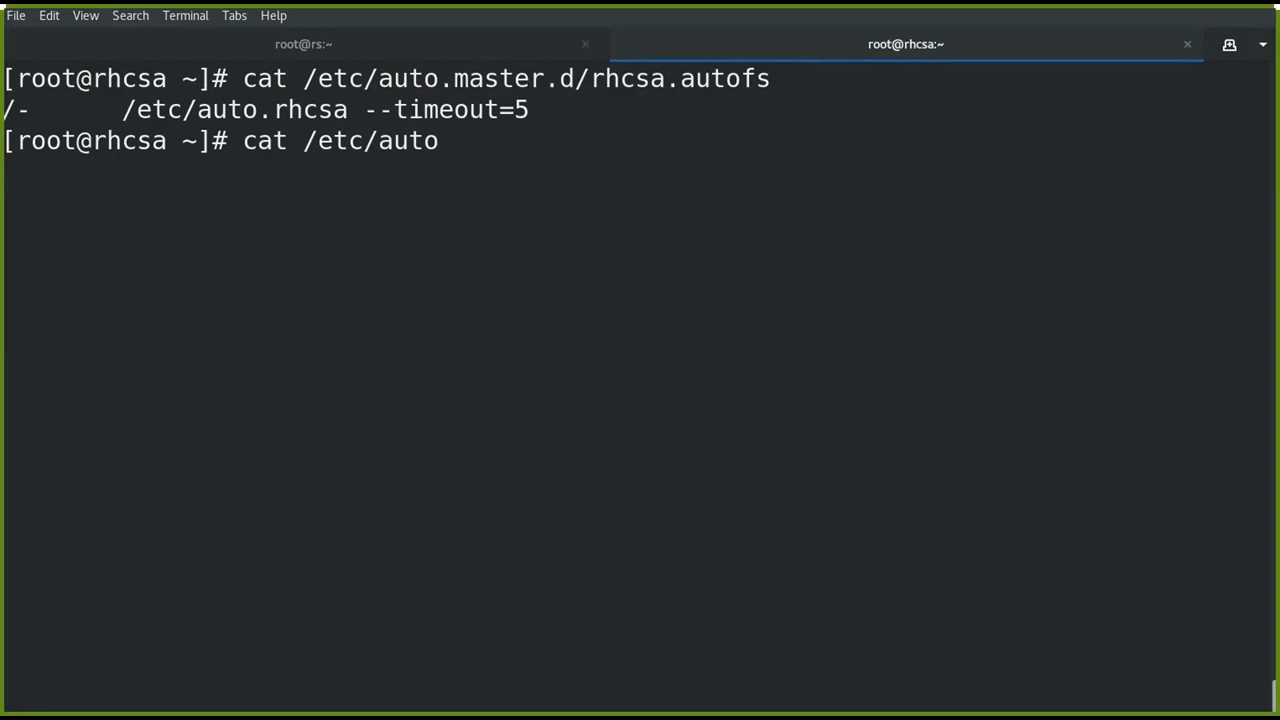 File Edit View Search Terminal Tabs Help
root@rs:~ × root@rhcsa:~ ×
[root@rhcsa ~]# cat /etc/auto.master.d/rhcsa.autofs
/- /etc/auto.rhcsa --timeout=5
[root@rhcsa ~]# cat /etc/auto